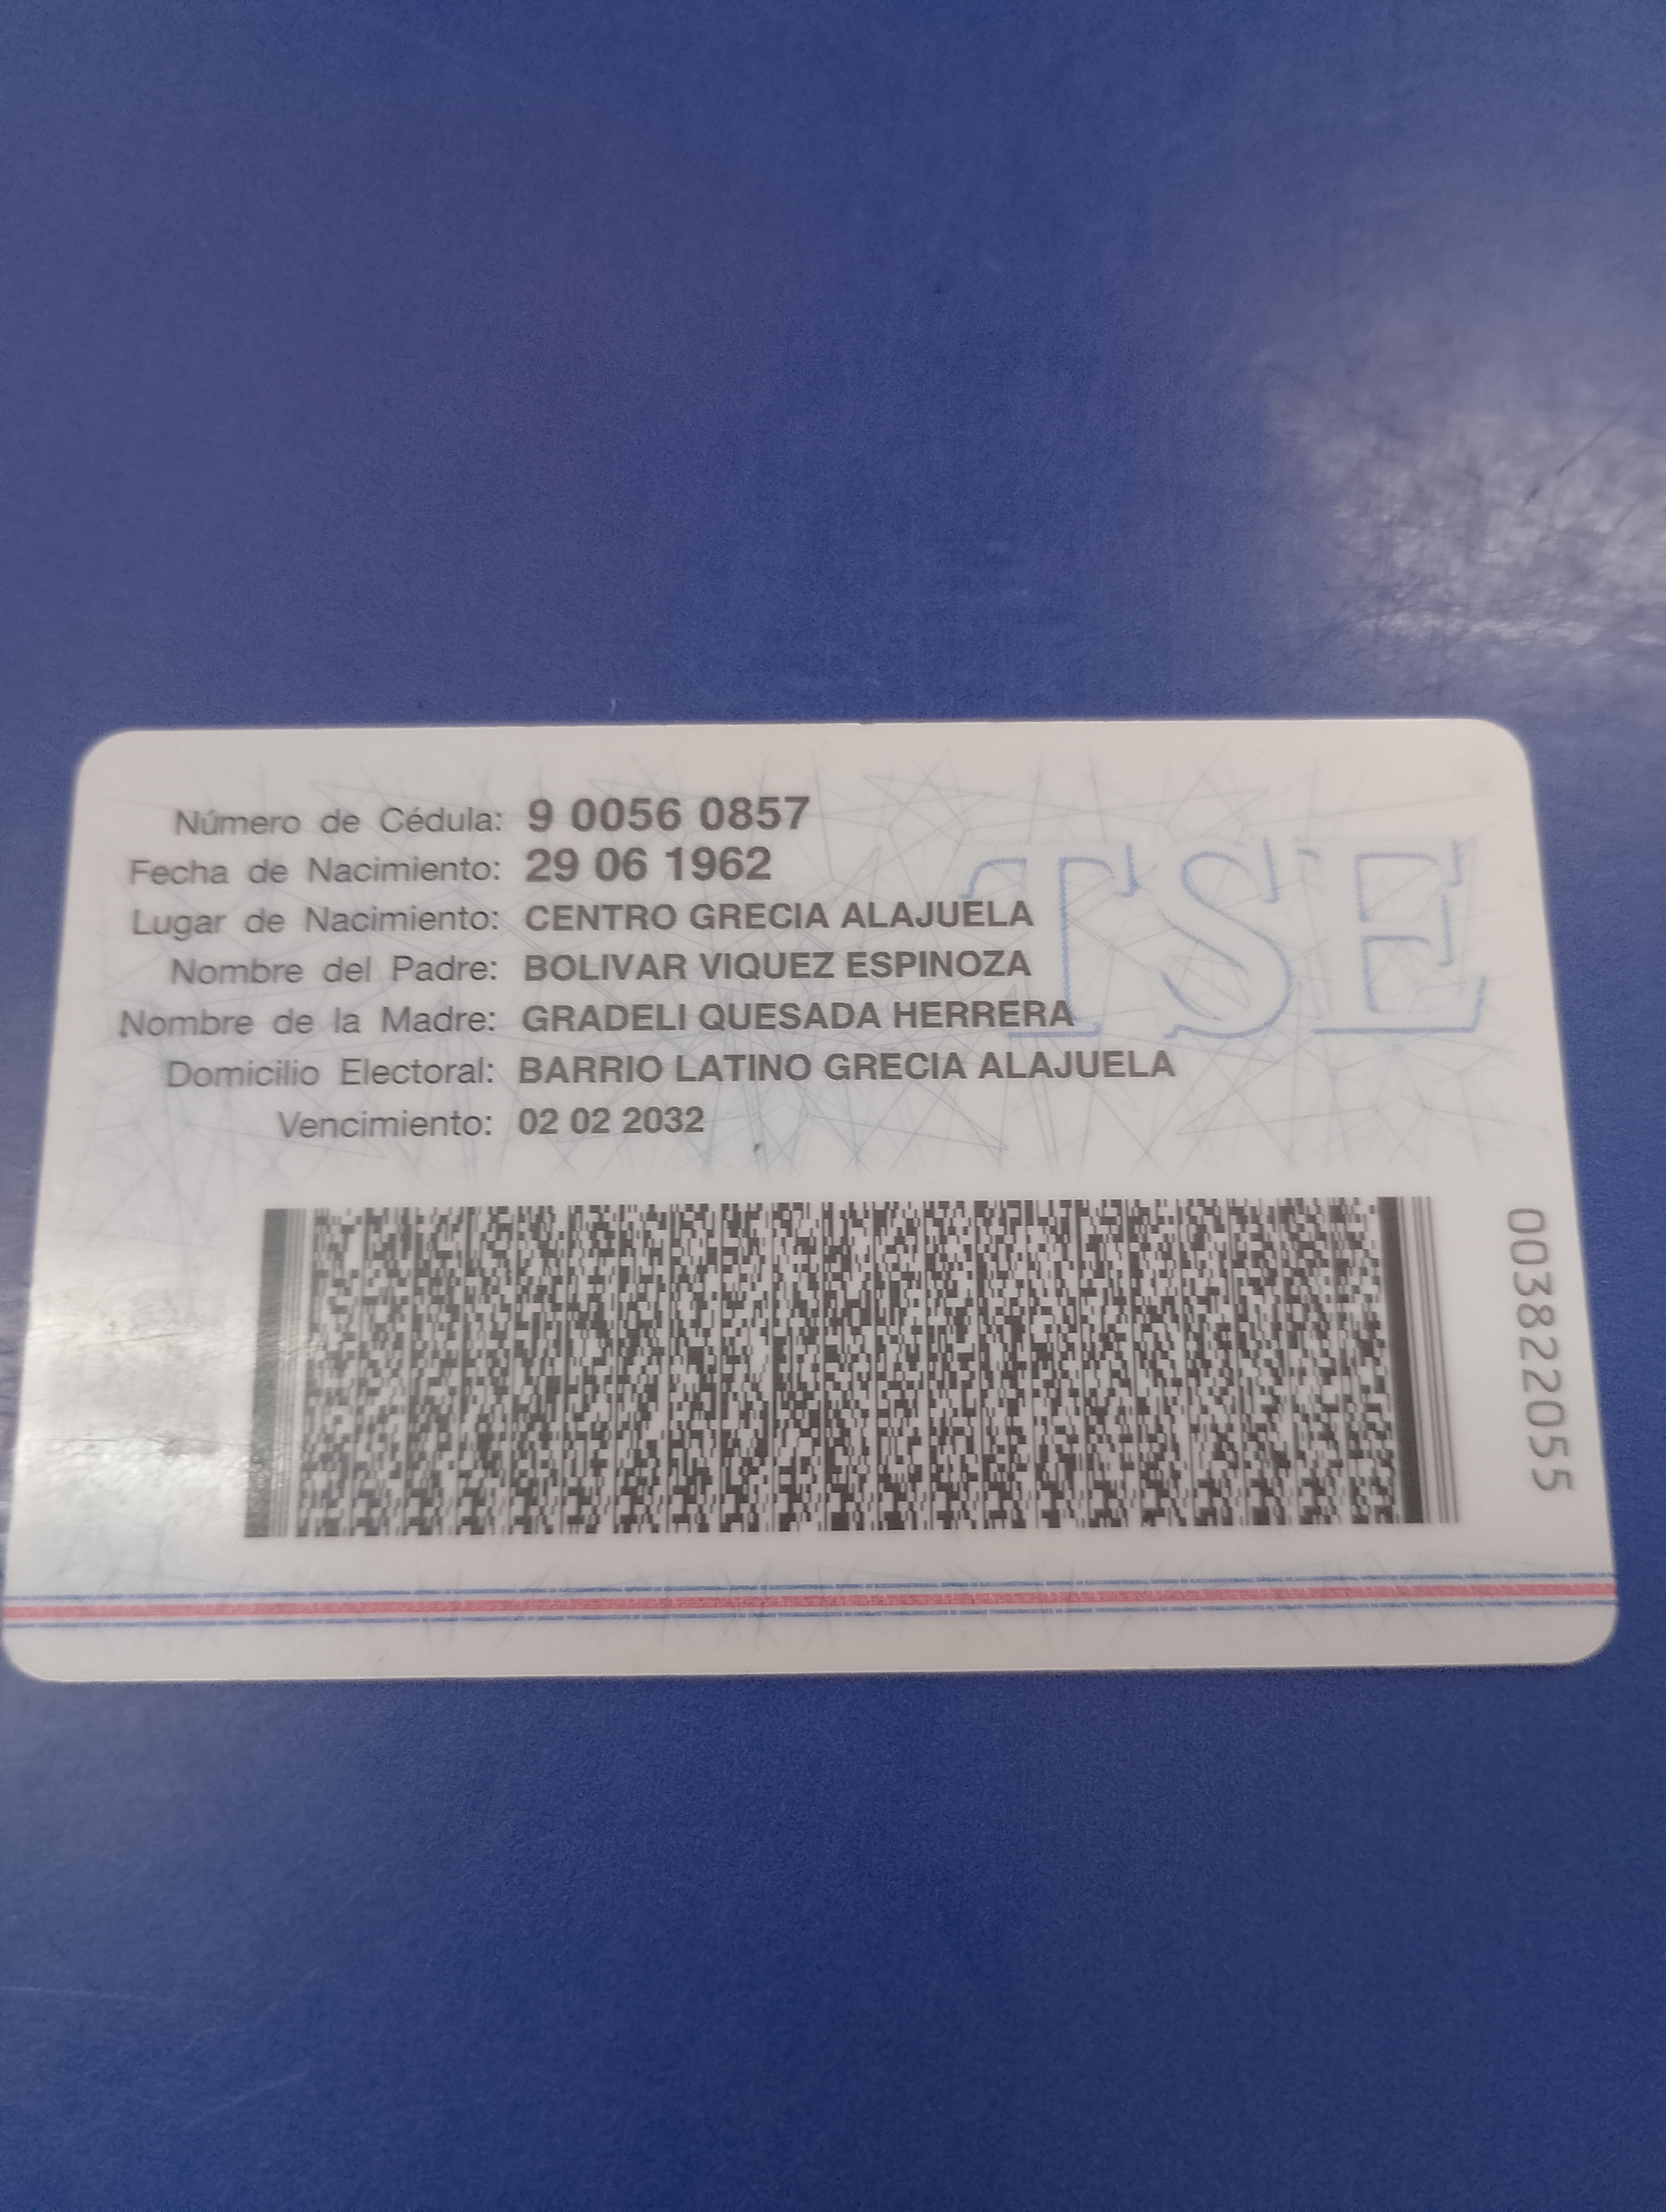 Número de Cédula: 9 0056 0857
Fecha de Nacimiento: 29 06 1962
Lugar de Nacimiento: CENTRO GRECIA ALAJUELA
Nombre del Padre: BOLIVAR VIQUEZ ESPINOZA
Nombre de la Madre: GRADELI QUESADA HERRERA
Domicilio Electoral: BARRIO LATINO GRECIA ALAJUELA
Vencimiento: 02 02 2032
TSE
003822055